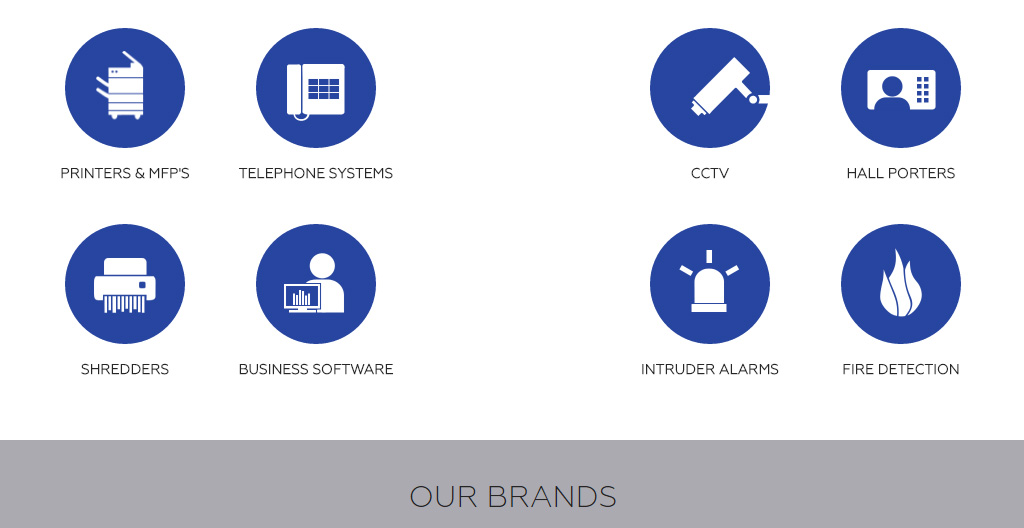 PRINTERS & MFP'S
TELEPHONE SYSTEMS
CCTV
HALL PORTERS
SHREDDERS
BUSINESS SOFTWARE
INTRUDER ALARMS
FIRE DETECTION
OUR BRANDS